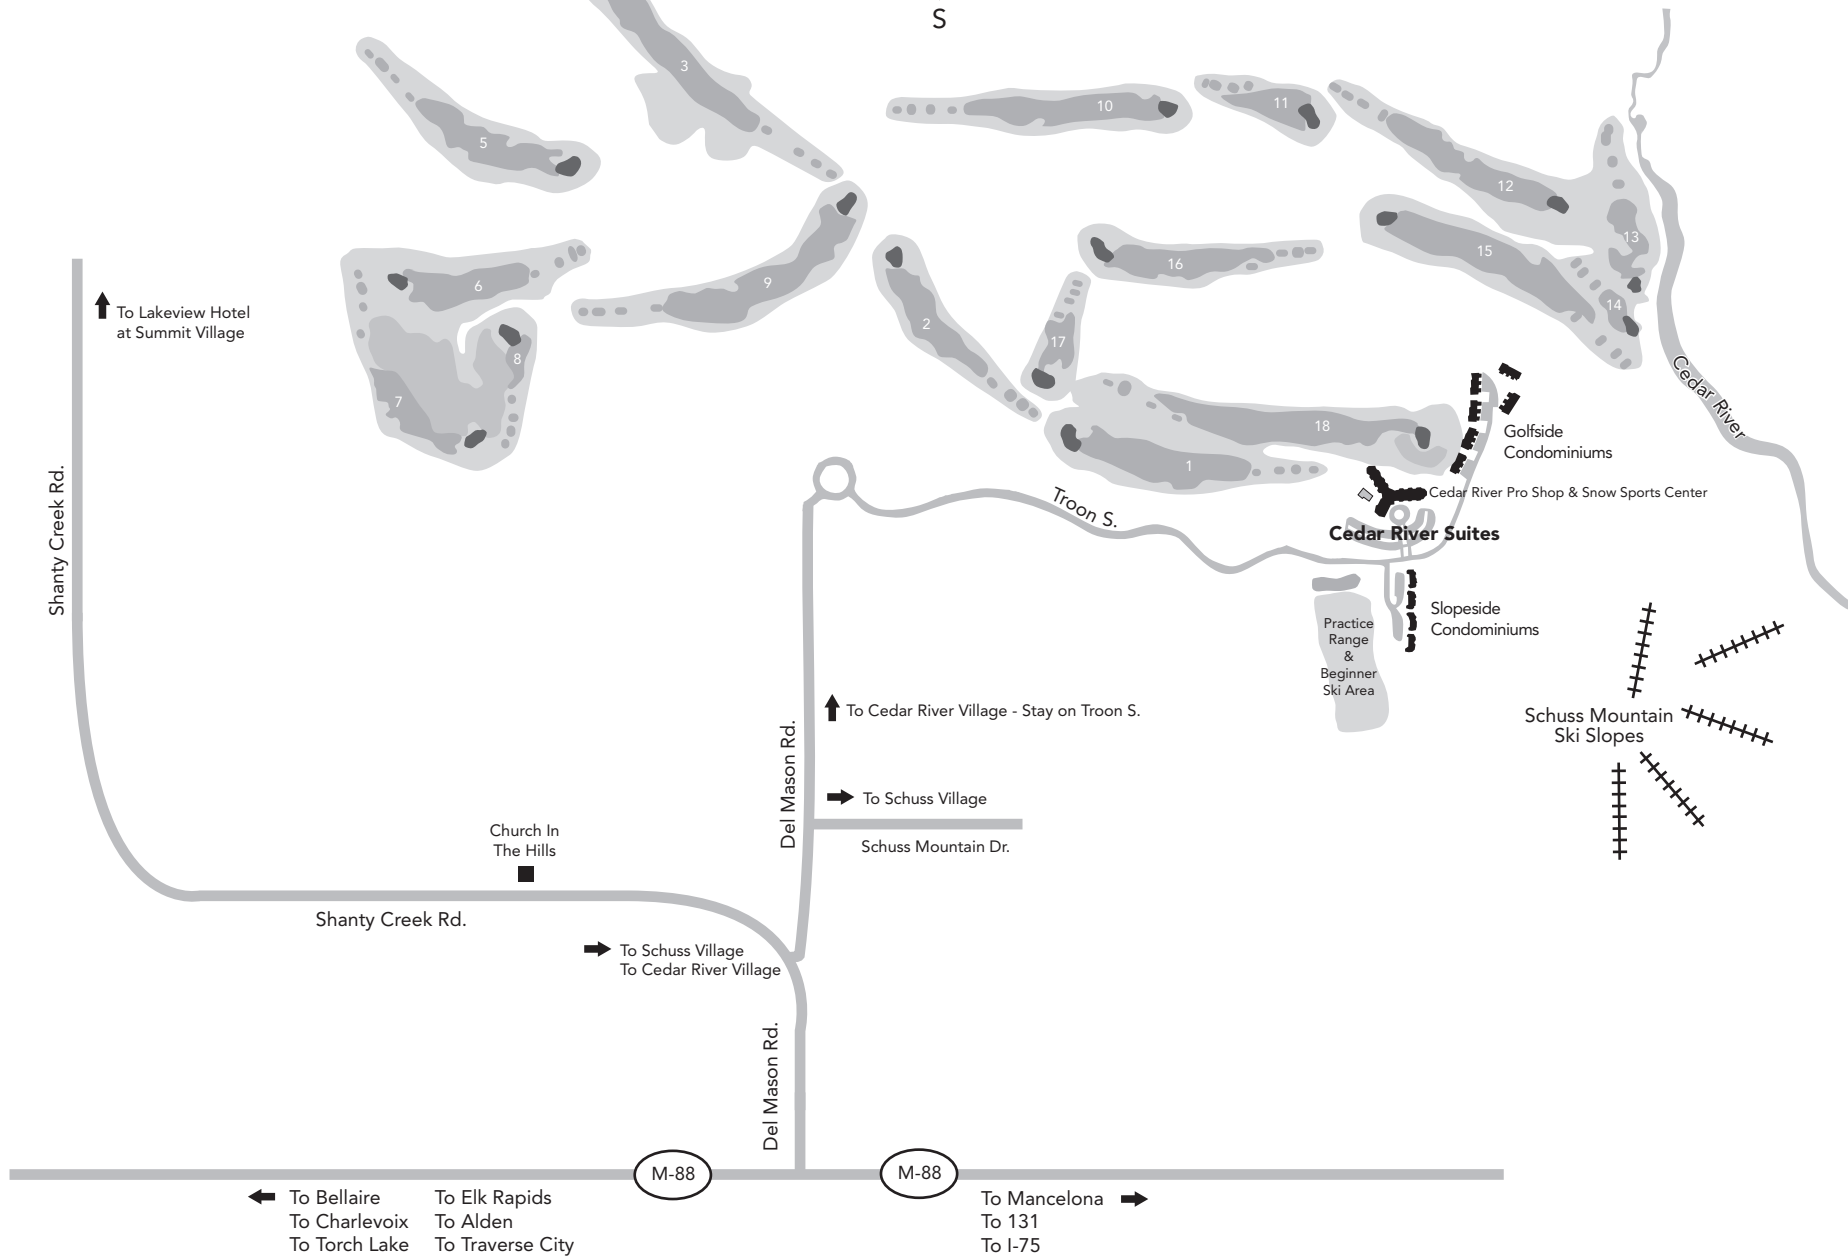 S
3
5
10
11
12
13
14
15
16
6
9
2
17
8
7
18
1
To Lakeview Hotel
at Summit Village
Cedar River
Golfside
Condominiums
Cedar River Pro Shop & Snow Sports Center
Troon S.
Cedar River Suites
Shanty Creek Rd.
Slopeside
Condominiums
Practice
Range
&
Beginner
Ski Area
To Cedar River Village - Stay on Troon S.
Schuss Mountain
Ski Slopes
Del Mason Rd.
To Schuss Village
Schuss Mountain Dr.
Church In
The Hills
Shanty Creek Rd.
To Schuss Village
To Cedar River Village
Del Mason Rd.
M-88
M-88
To Bellaire
To Charlevoix
To Torch Lake
To Elk Rapids
To Alden
To Traverse City
To Mancelona
To 131
To I-75